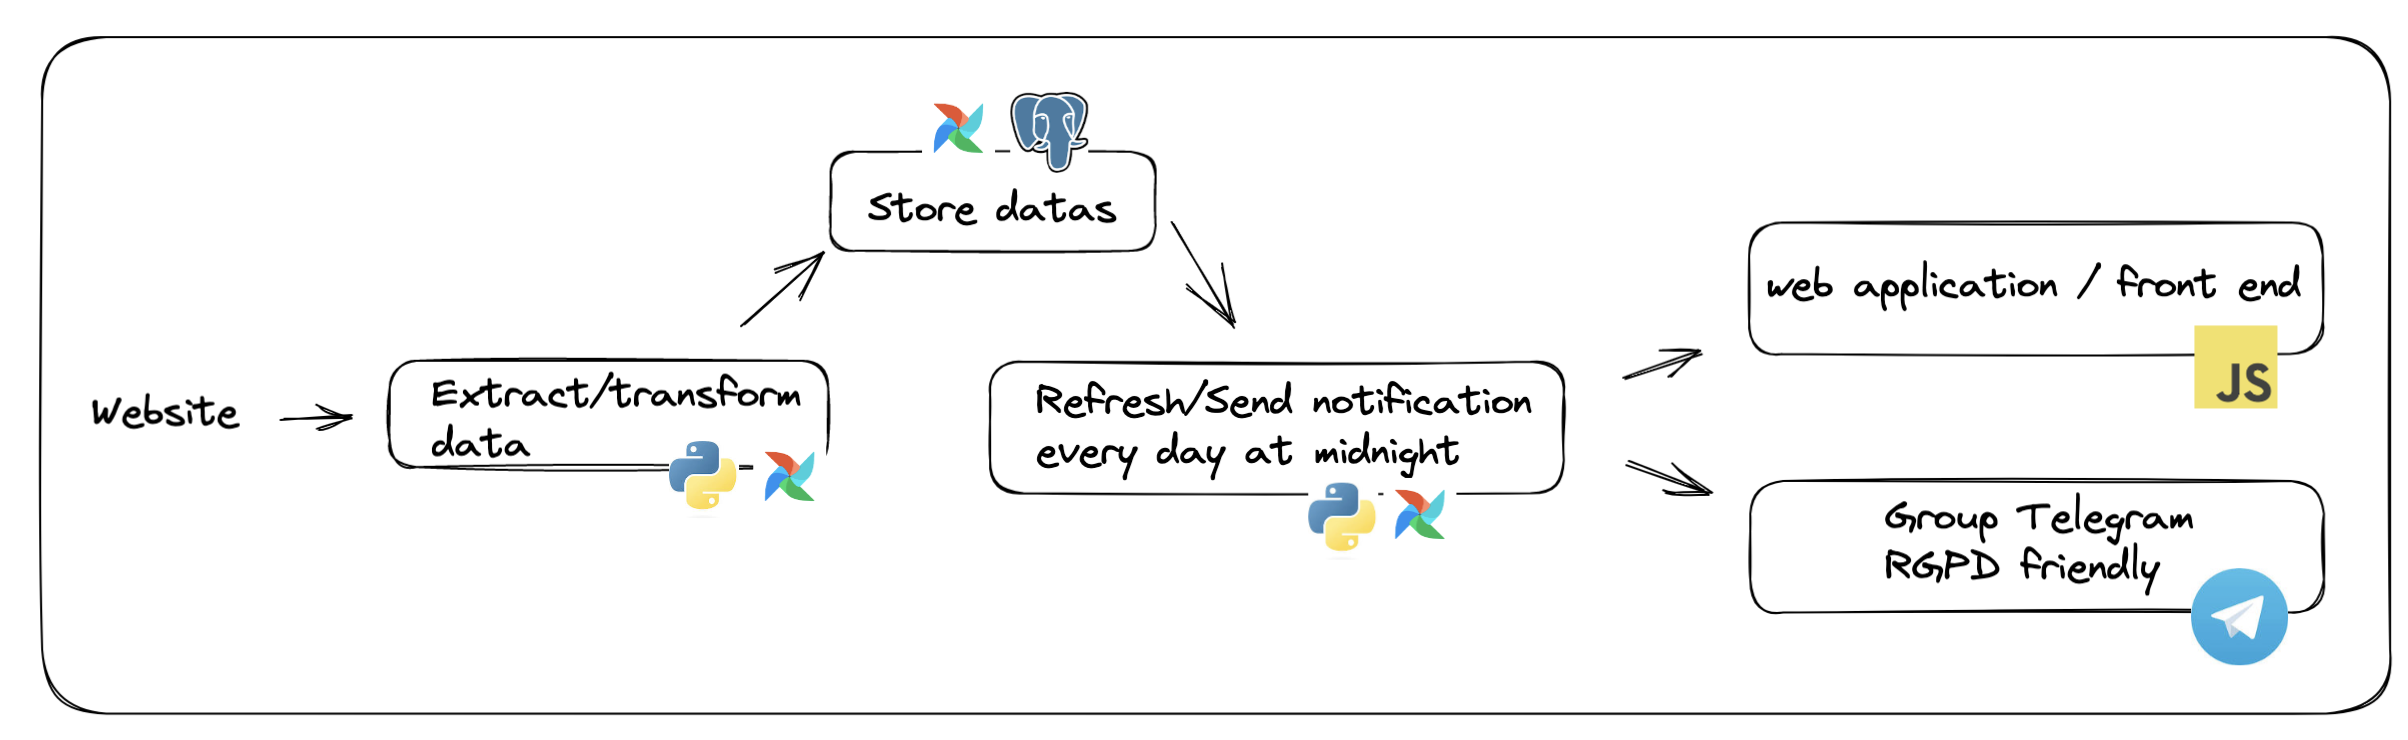 Website
Extract/transform
data
Store datas
Refresh/Send notification
every day at midnight
web application / front end
JS
Group Telegram
RGPD friendly